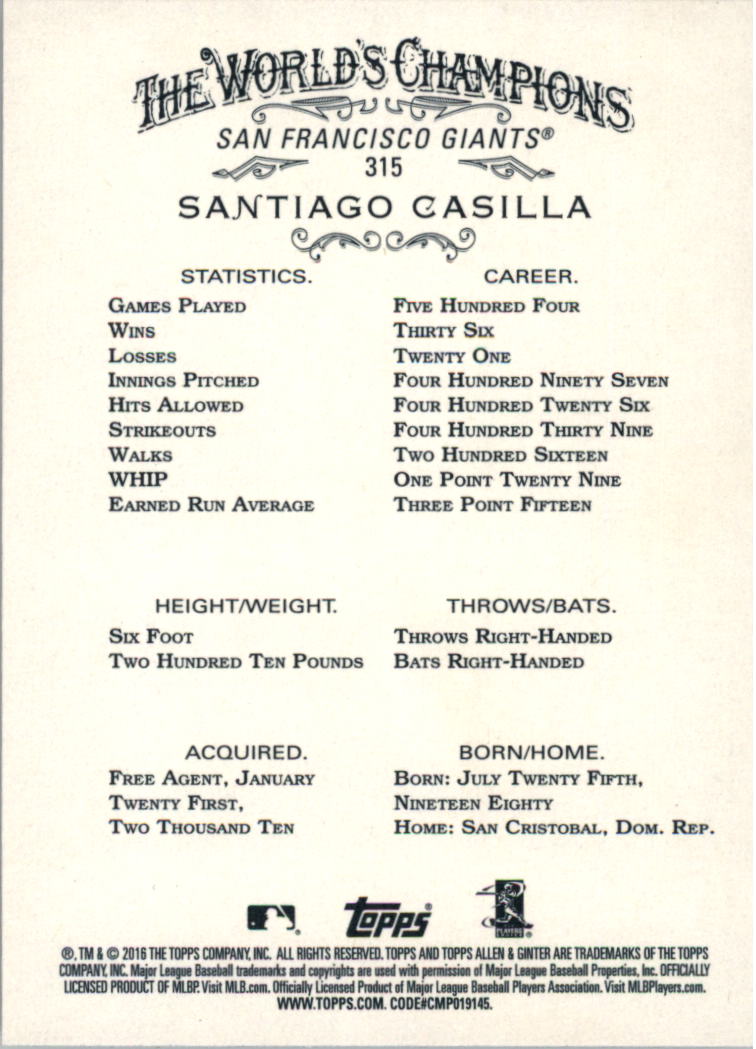 THE WORLD'S CHAMPIONS
SAN FRANCISCO GIANTS®
315
SANTIAGO CASILLA
STATISTICS. CAREER.
GAMES PLAYED FIVE HUNDRED FOUR
WINS THIRTY SIX
LOSSES TWENTY ONE
INNINGS PITCHED FOUR HUNDRED NINETY SEVEN
HITS ALLOWED FOUR HUNDRED TWENTY SIX
STRIKEOUTS FOUR HUNDRED THIRTY NINE
WALKS TWO HUNDRED SIXTEEN
WHIP ONE POINT TWENTY NINE
EARNED RUN AVERAGE THREE POINT FIFTEEN
HEIGHT/WEIGHT. THROWS/BATS.
SIX FOOT THROWS RIGHT-HANDED
TWO HUNDRED TEN POUNDS BATS RIGHT-HANDED
ACQUIRED. BORN/HOME.
FREE AGENT, JANUARY BORN: JULY TWENTY FIFTH,
TWENTY FIRST, NINETEEN EIGHTY
TWO THOUSAND TEN HOME: SAN CRISTOBAL, DOM. REP.
topps®
PLAYERS
®, TM & © 2016 THE TOPPS COMPANY, INC. ALL RIGHTS RESERVED. TOPPS AND TOPPS ALLEN & GINTER ARE TRADEMARKS OF THE TOPPS
COMPANY, INC. Major League Baseball trademarks and copyrights are used with permission of Major League Baseball Properties, Inc. OFFICIALLY
LICENSED PRODUCT OF MLBP. Visit MLB.com. Officially Licensed Product of Major League Baseball Players Association. Visit MLBPlayers.com.
WWW.TOPPS.COM. CODE#CMP019145.